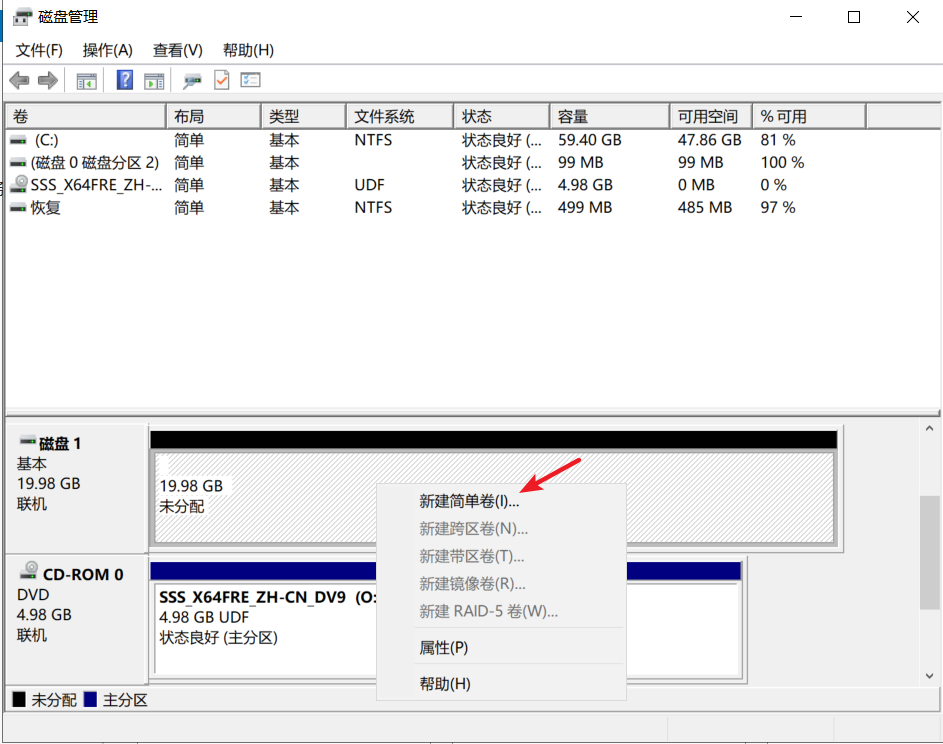 磁盘管理
文件(F) 操作(A) 查看(V) 帮助(H)
卷 布局 类型 文件系统 状态 容量 可用空间 % 可用
(C:) 简单 基本 NTFS 状态良好 (... 59.40 GB 47.86 GB 81 %
(磁盘 0 磁盘分区 2) 简单 基本 状态良好 (... 99 MB 99 MB 100 %
SSS_X64FRE_ZH-... 简单 基本 UDF 状态良好 (... 4.98 GB 0 MB 0 %
恢复 简单 基本 NTFS 状态良好 (... 499 MB 485 MB 97 %
磁盘 1
基本
19.98 GB
联机
19.98 GB
未分配
新建简单卷(I)...
新建跨区卷(N)...
新建带区卷(T)...
新建镜像卷(R)...
新建 RAID-5 卷(W)...
属性(P)
帮助(H)
CD-ROM 0
DVD
4.98 GB
联机
SSS_X64FRE_ZH-CN_DV9 (O:
4.98 GB UDF
状态良好 (主分区)
未分配 主分区